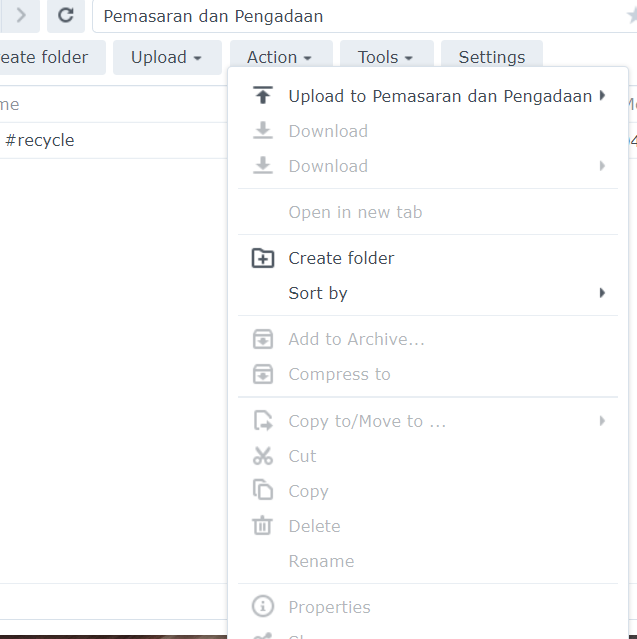 Pemasaran dan Pengadaan
eate folder Upload Action Tools Settings
me
#recycle
Upload to Pemasaran dan Pengadaan
Download
Download
Open in new tab
Create folder
Sort by
Add to Archive...
Compress to
Copy to/Move to ...
Cut
Copy
Delete
Rename
Properties